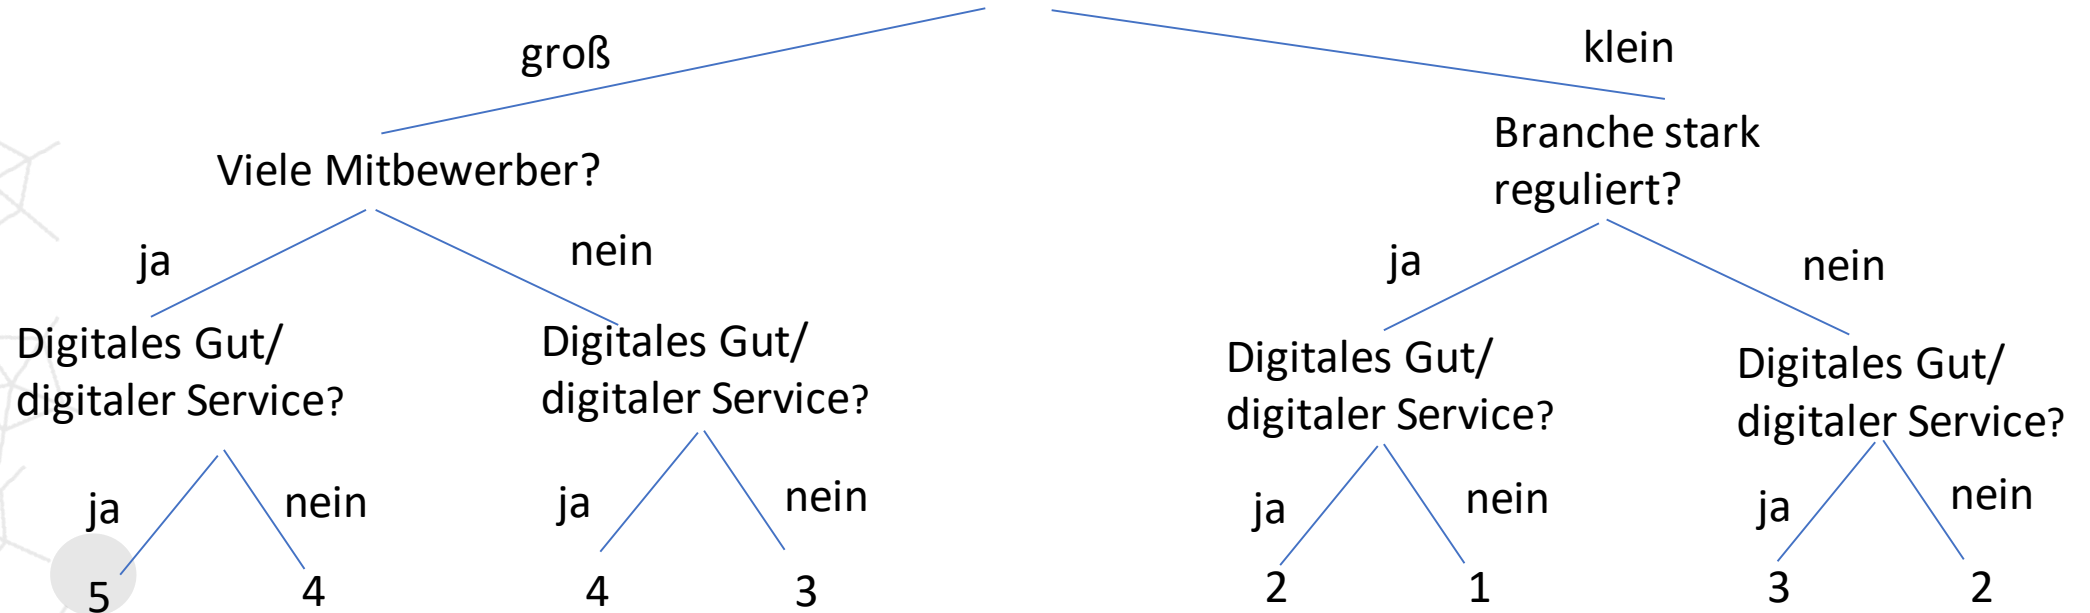 groß
klein
Viele Mitbewerber?
Branche stark
reguliert?
ja
nein
ja
nein
Digitales Gut/
digitaler Service?
Digitales Gut/
digitaler Service?
Digitales Gut/
digitaler Service?
Digitales Gut/
digitaler Service?
ja
nein
ja
nein
ja
nein
ja
nein
5
4
4
3
2
1
3
2